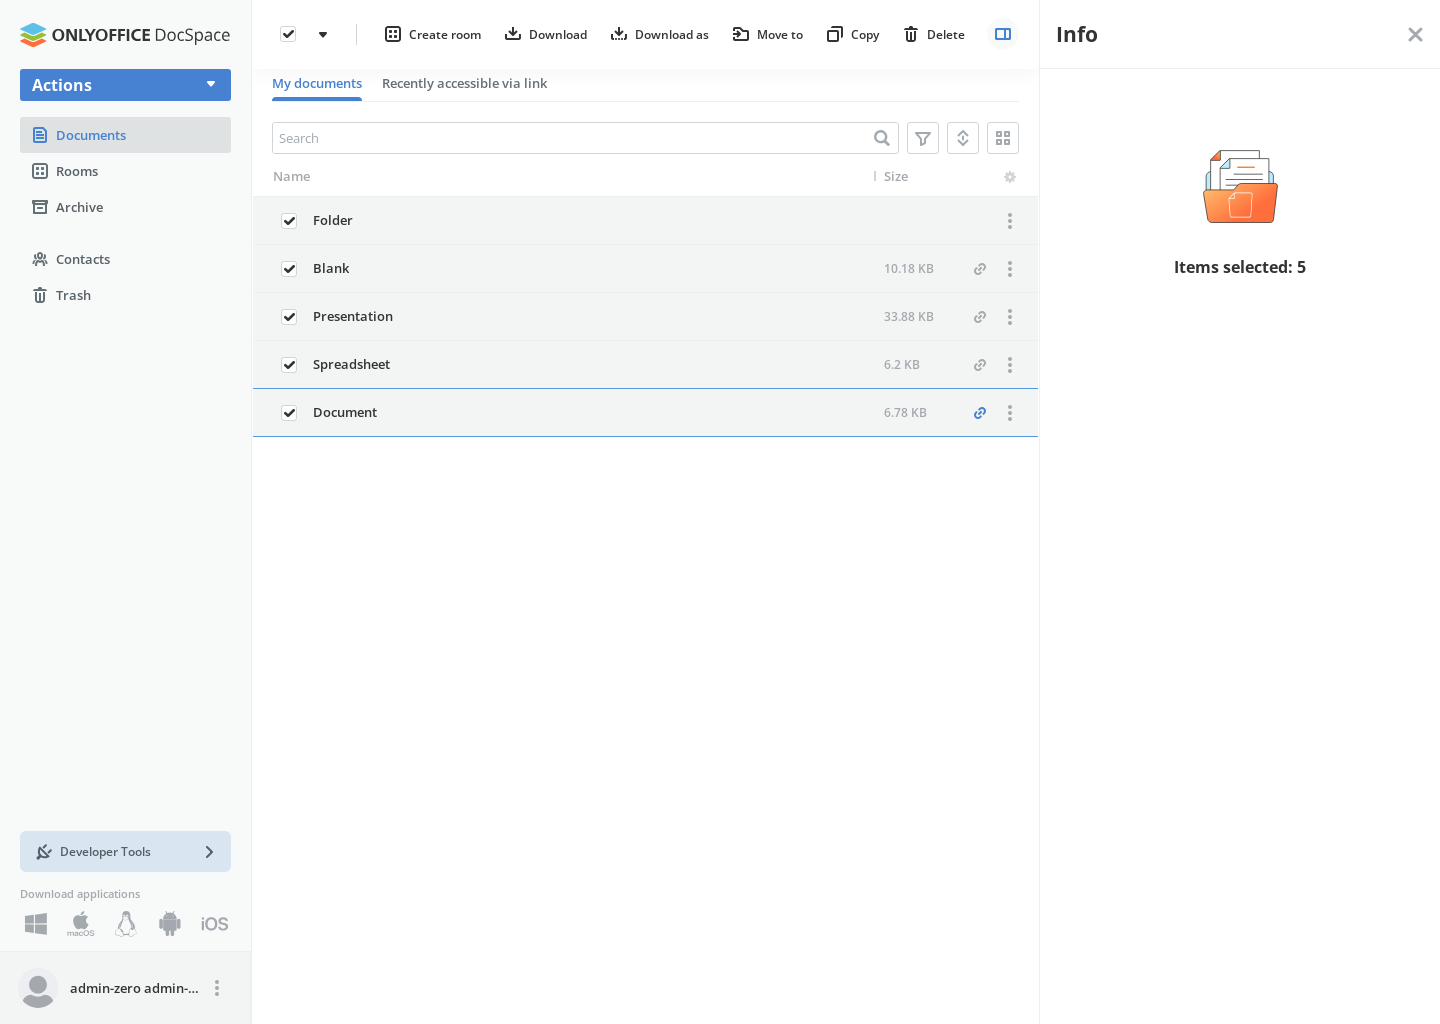 ONLYOFFICE DocSpace
Actions
Documents
Rooms
Archive
Contacts
Trash
Developer Tools
Download applications
macOS
iOS
admin-zero admin-...
Create room
Download
Download as
Move to
Copy
Delete
My documents
Recently accessible via link
Search
Name
Size
Folder
Blank
10.18 KB
Presentation
33.88 KB
Spreadsheet
6.2 KB
Document
6.78 KB
Info
Items selected: 5